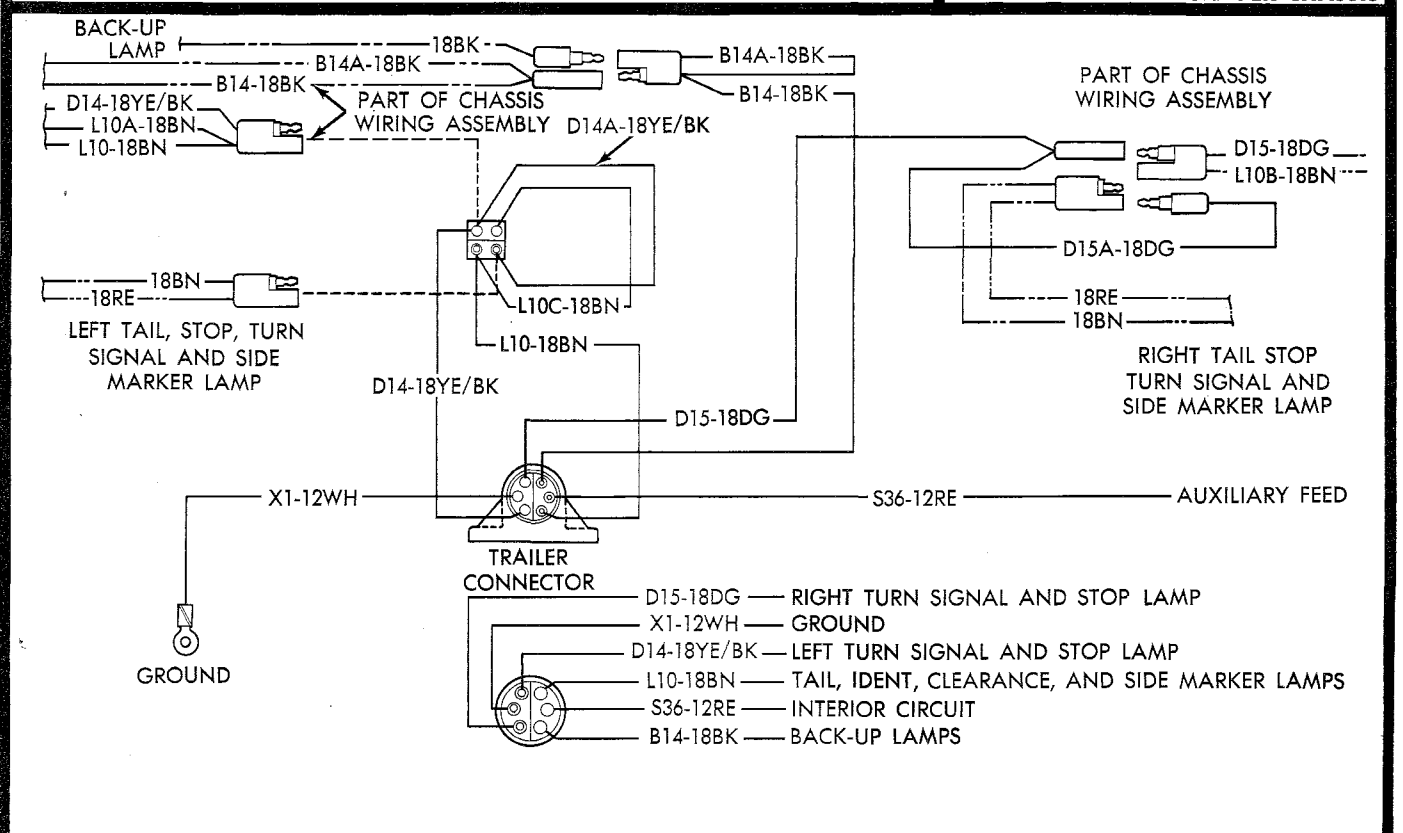 BACK-UP
LAMP
18BK
B14A-18BK
B14-18BK
D14-18YE/BK
L10A-18BN
L10-18BN
PART OF CHASSIS
WIRING ASSEMBLY
D14A-18YE/BK
B14A-18BK
B14-18BK
PART OF CHASSIS
WIRING ASSEMBLY
D15-18DG
L10B-18BN
D15A-18DG
18RE
18BN
RIGHT TAIL STOP
TURN SIGNAL AND
SIDE MARKER LAMP
18BN
18RE
LEFT TAIL, STOP, TURN
SIGNAL AND SIDE
MARKER LAMP
L10C-18BN
L10-18BN
D14-18YE/BK
D15-18DG
X1-12WH
S36-12RE
AUXILIARY FEED
TRAILER
CONNECTOR
GROUND
D15-18DG RIGHT TURN SIGNAL AND STOP LAMP
X1-12WH GROUND
D14-18YE/BK LEFT TURN SIGNAL AND STOP LAMP
L10-18BN TAIL, IDENT, CLEARANCE, AND SIDE MARKER LAMPS
S36-12RE INTERIOR CIRCUIT
B14-18BK BACK-UP LAMPS